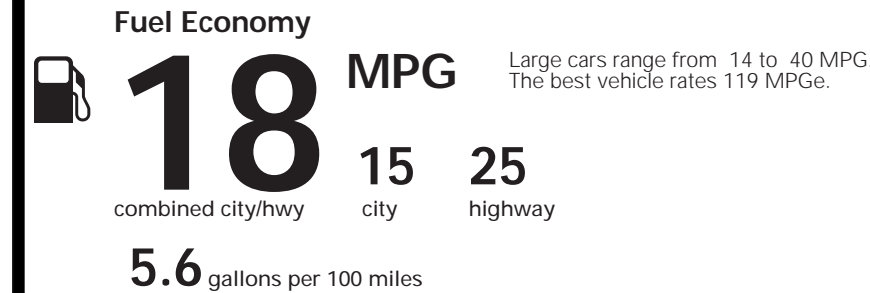 Fuel Economy
18 MPG
Large cars range from 14 to 40 MPG.
The best vehicle rates 119 MPGe.
15 25
combined city/hwy city highway
5.6 gallons per 100 miles